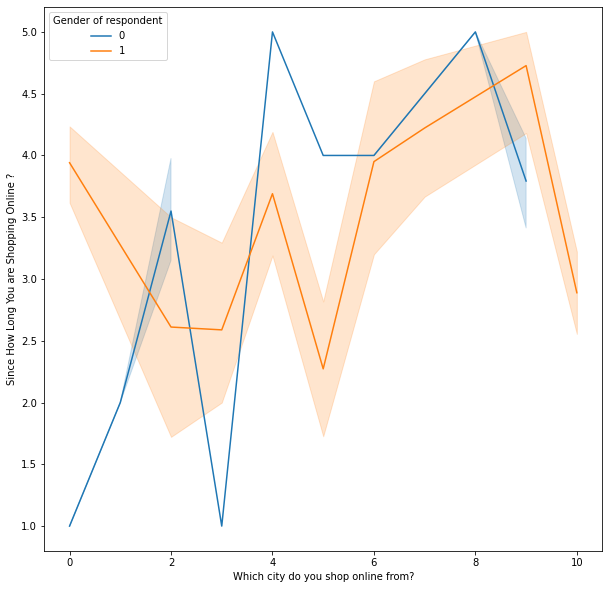 Gender of respondent
0
1
5.0
4.5
4.0
3.5
3.0
2.5
2.0
1.5
1.0
Since How Long You are Shopping Online ?
0 2 4 6 8 10
Which city do you shop online from?